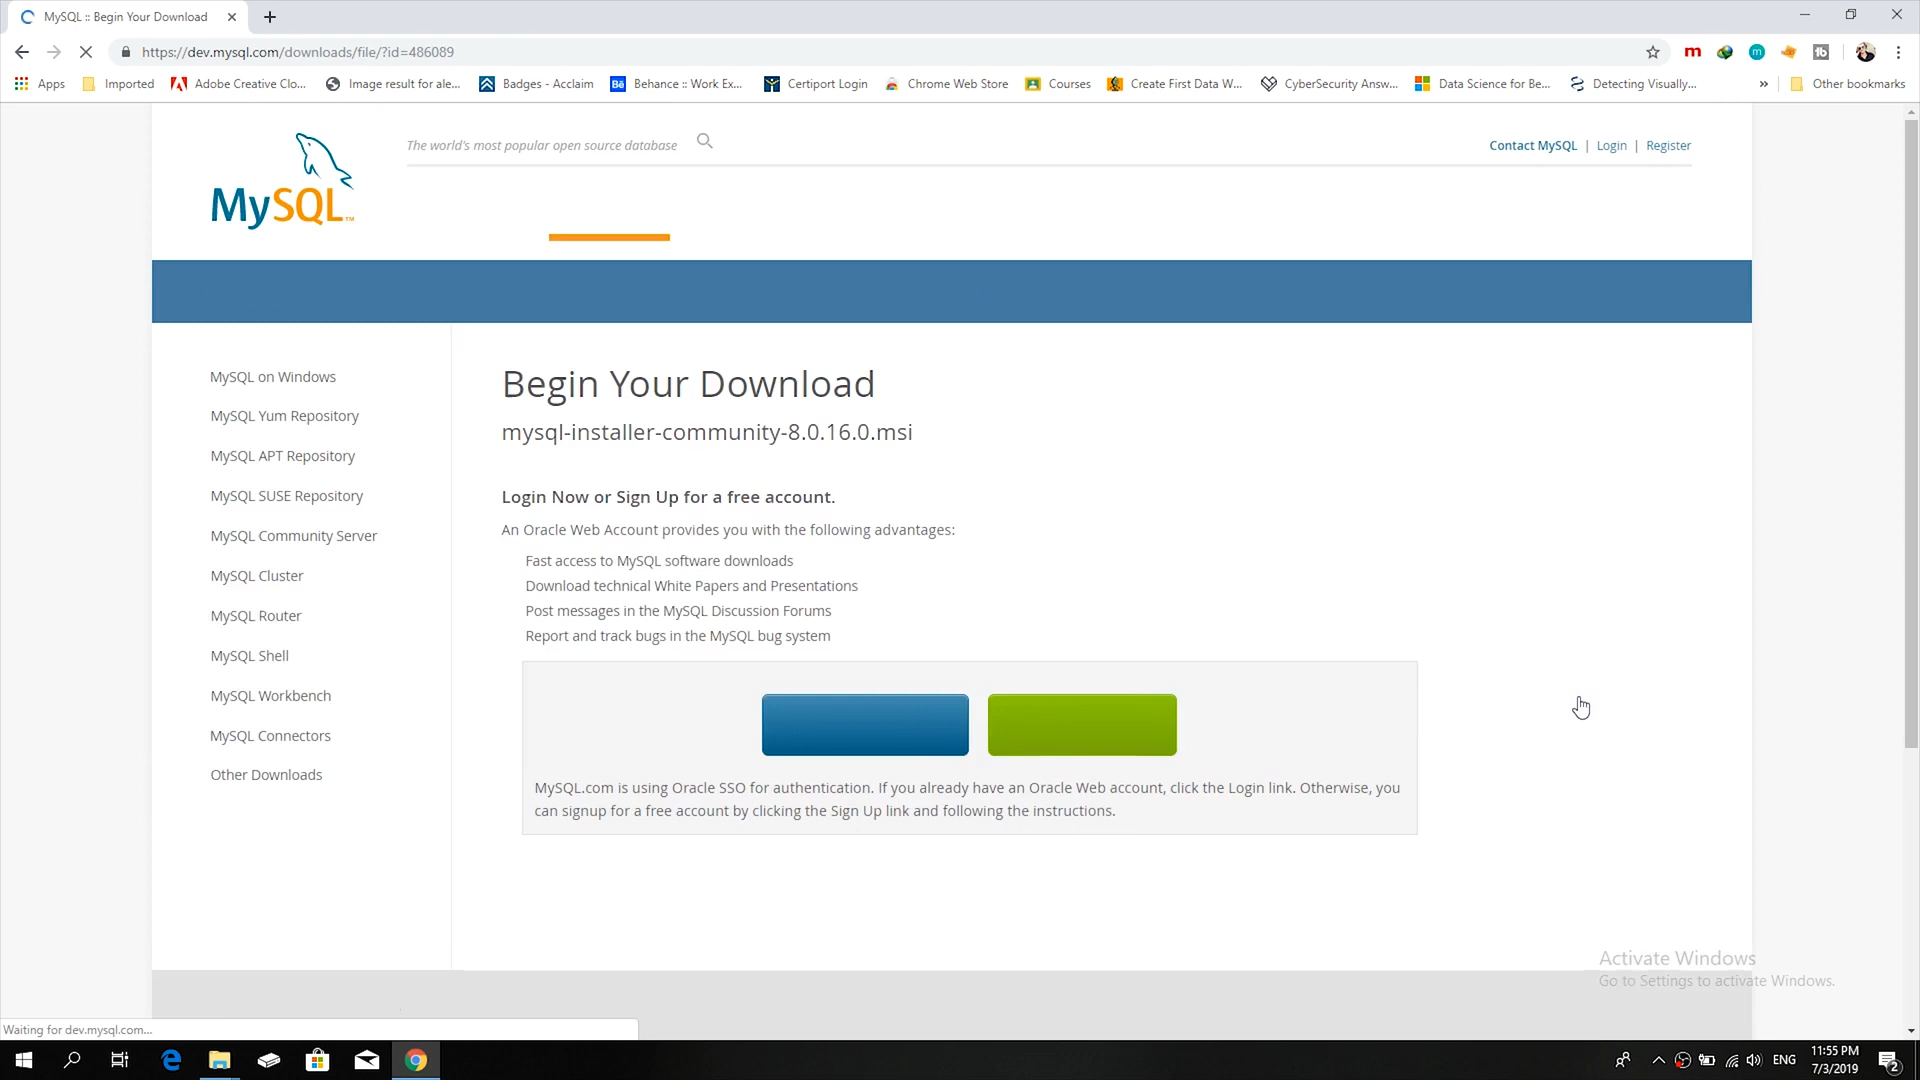 MySQL :: Begin Your Download
https://dev.mysql.com/downloads/file/?id=486089
Apps
Imported
Adobe Creative Clo...
Image result for ale...
Badges - Acclaim
Behance :: Work Ex...
Certiport Login
Chrome Web Store
Courses
Create First Data W...
CyberSecurity Answ...
Data Science for Be...
Detecting Visually...
» Other bookmarks
MySQL™
The world's most popular open source database
Contact MySQL | Login | Register
MySQL on Windows
MySQL Yum Repository
MySQL APT Repository
MySQL SUSE Repository
MySQL Community Server
MySQL Cluster
MySQL Router
MySQL Shell
MySQL Workbench
MySQL Connectors
Other Downloads
Begin Your Download
mysql-installer-community-8.0.16.0.msi
Login Now or Sign Up for a free account.
An Oracle Web Account provides you with the following advantages:
Fast access to MySQL software downloads
Download technical White Papers and Presentations
Post messages in the MySQL Discussion Forums
Report and track bugs in the MySQL bug system
MySQL.com is using Oracle SSO for authentication. If you already have an Oracle Web account, click the Login link. Otherwise, you
can signup for a free account by clicking the Sign Up link and following the instructions.
Activate Windows
Go to Settings to activate Windows.
Waiting for dev.mysql.com...
ENG
11:55 PM
7/3/2019
2